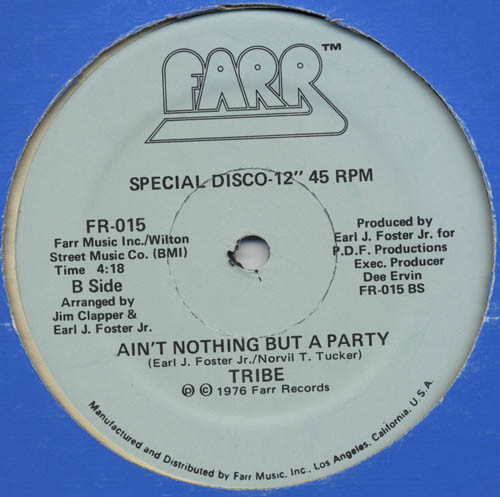 FARR™
SPECIAL DISCO-12" 45 RPM
FR-015
Farr Music Inc./Wilton
Street Music Co. (BMI)
Time 4:18
B Side
Arranged by
Jim Clapper &
Earl J. Foster Jr.
Produced by
Earl J. Foster Jr. for
P.D.F. Productions
Exec. Producer
Dee Ervin
FR-015 BS
AIN'T NOTHING BUT A PARTY
(Earl J. Foster Jr./Norvil T. Tucker)
TRIBE
Ⓟ © 1976 Farr Records
Manufactured and Distributed by Farr Music, Inc., Los Angeles, California, U.S.A.